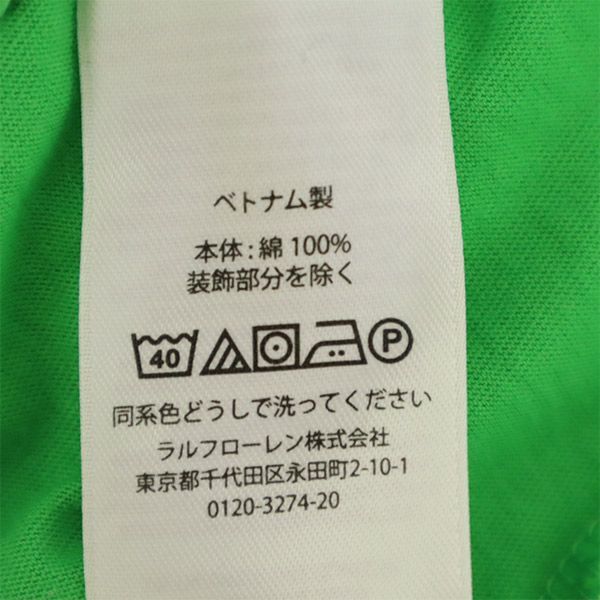 ベトナム製
本体：綿 100%
装飾部分を除く
40 P
同系色どうしで洗ってください
ラルフローレン株式会社
東京都千代田区永田町2-10-1
0120-3274-20